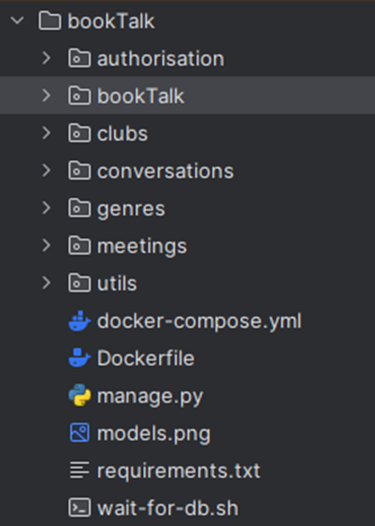 bookTalk
authorisation
bookTalk
clubs
conversations
genres
meetings
utils
docker-compose.yml
Dockerfile
manage.py
models.png
requirements.txt
wait-for-db.sh